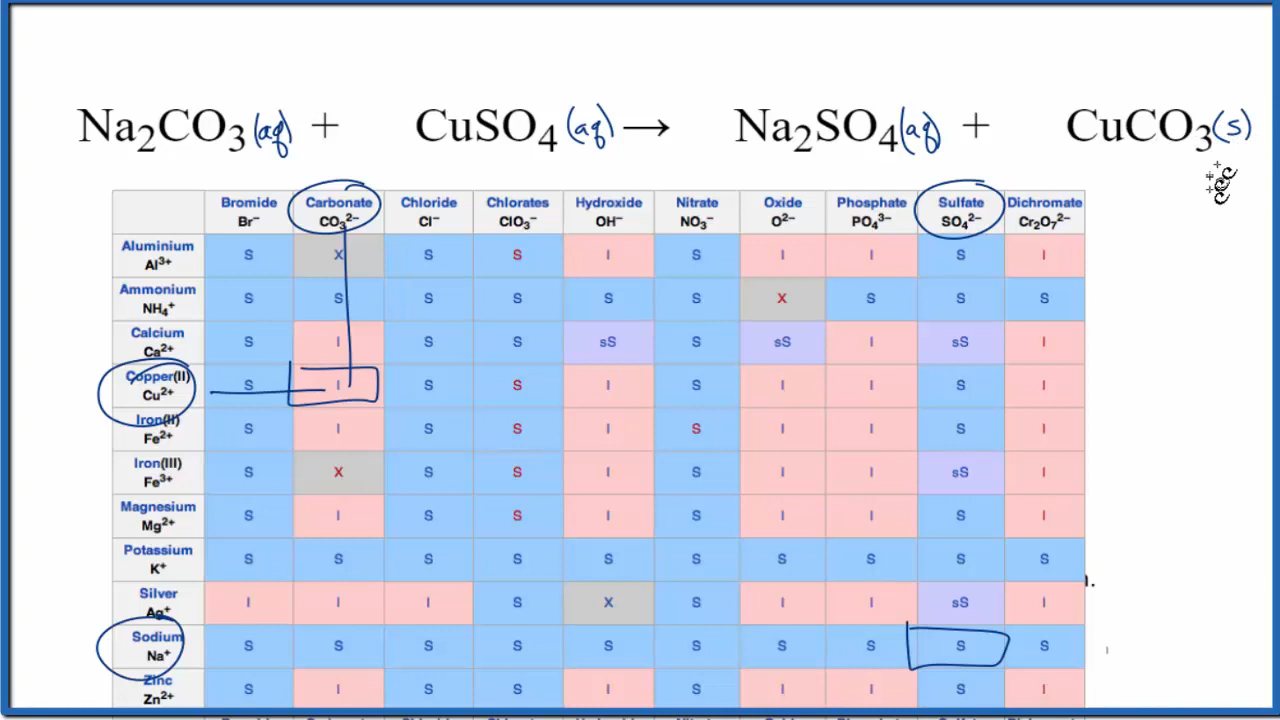 Na₂CO₃(aq) + CuSO₄(aq) → Na₂SO₄(aq) + CuCO₃(s)
Bromide Carbonate Chloride Chlorates Hydroxide Nitrate Oxide Phosphate Sulfate Dichromate
Br⁻ CO₃²⁻ Cl⁻ ClO₃⁻ OH⁻ NO₃⁻ O²⁻ PO₄³⁻ SO₄²⁻ Cr₂O₇²⁻
Aluminium
Al³⁺ S X S S I S I I S I
Ammonium
NH₄⁺ S S S S S S X S S S
Calcium
Ca²⁺ S I S S sS S sS I sS I
Copper(II)
Cu²⁺ S I S S I S I I S I
Iron(II)
Fe²⁺ S I S S I S I I S I
Iron(III)
Fe³⁺ S X S S I S I I sS I
Magnesium
Mg²⁺ S I S S I S I I S I
Potassium
K⁺ S S S S S S S S S S
Silver
Ag⁺ I I I S X S I I sS I
Sodium
Na⁺ S S S S S S S S S S
Zinc
Zn²⁺ S I S S I S I I S I